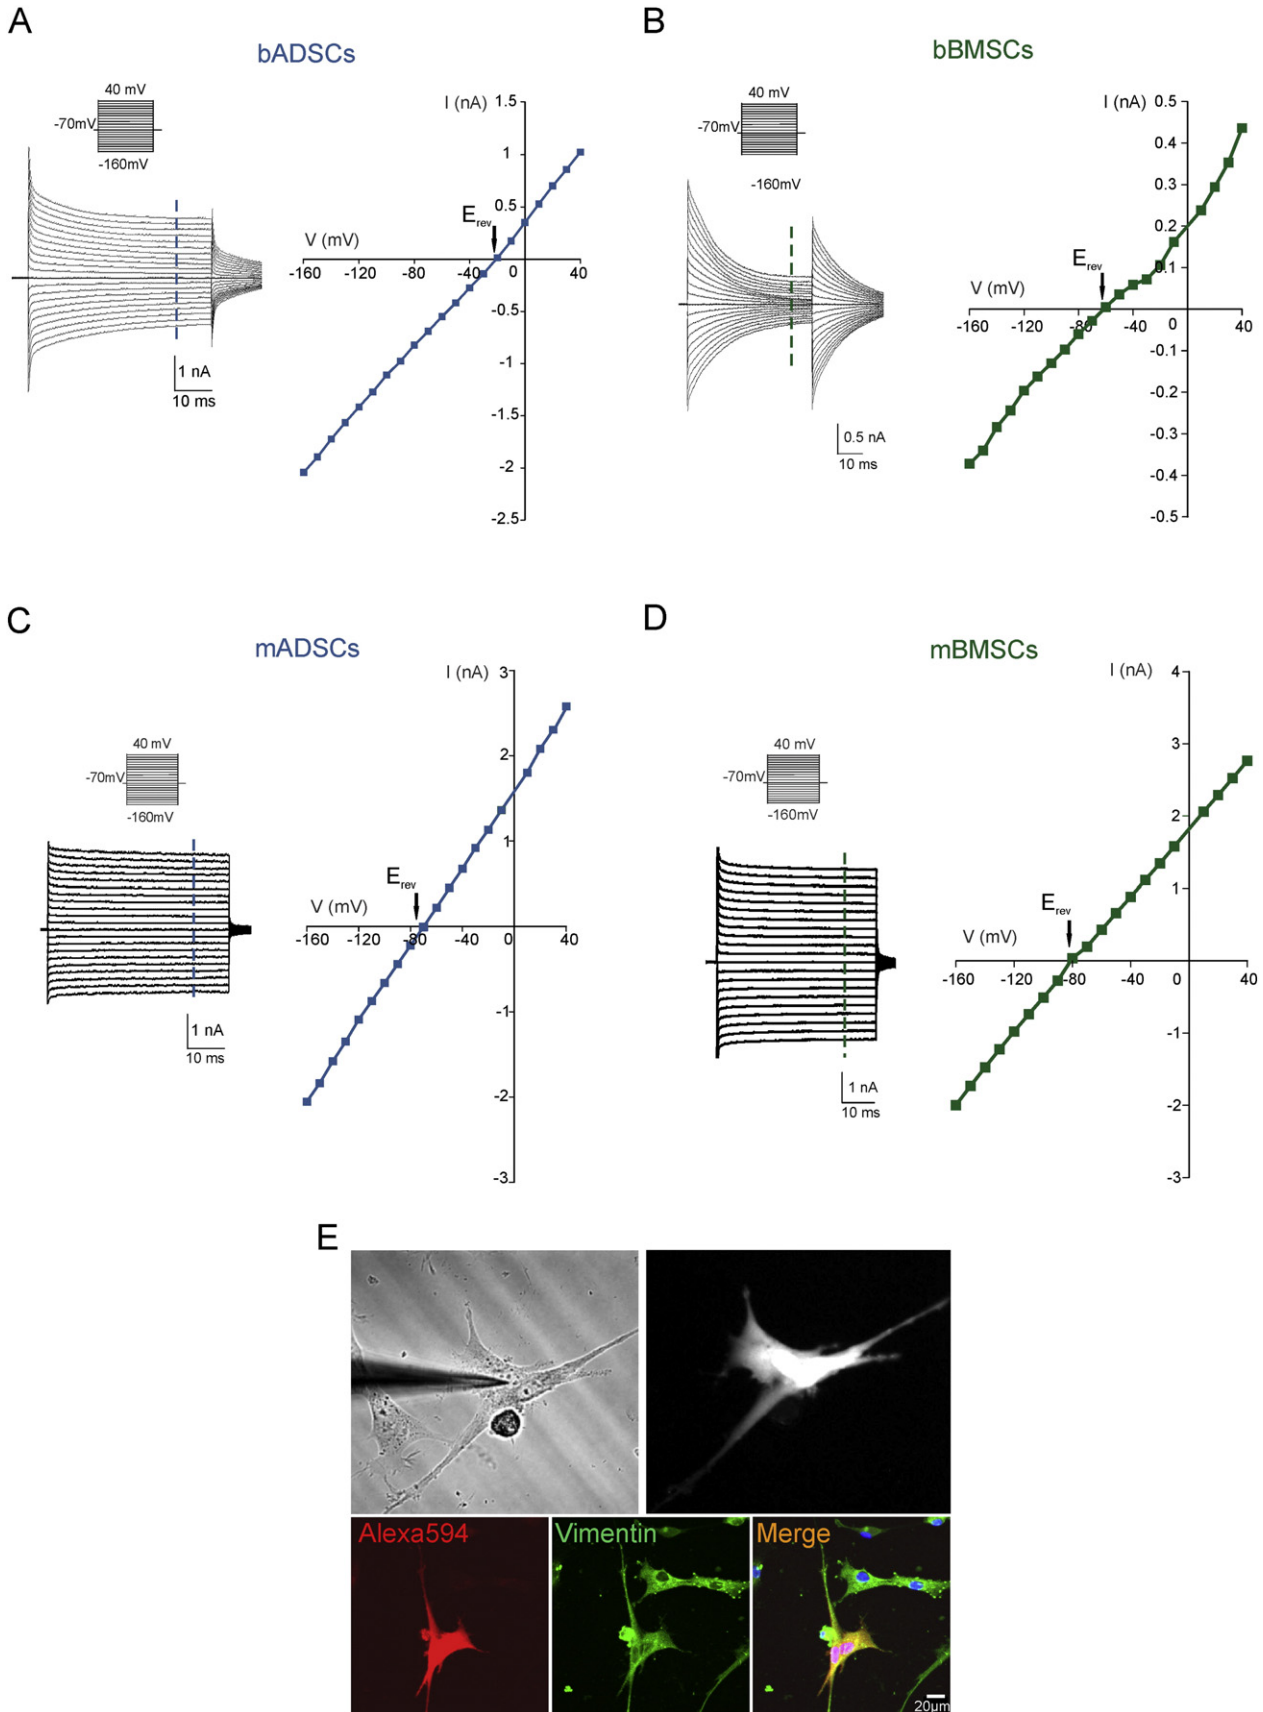 A
bADSCs
40 mV
-70mV
-160mV
I (nA)
1.5
1
0.5
E rev
V (mV)
-160 -120 -80 -40 0 40
-0.5
-1
-1.5
-2
-2.5
1 nA
10 ms
B
bBMSCs
40 mV
-70mV
-160mV
I (nA)
0.5
0.4
0.3
0.2
0.1
E rev
V (mV)
-160 -120 -80 -40 0 40
-0.1
-0.2
-0.3
-0.4
-0.5
0.5 nA
10 ms
C
mADSCs
40 mV
-70mV
-160mV
I (nA)
3
2
1
E rev
V (mV)
-160 -120 -80 -40 0 40
-1
-2
-3
1 nA
10 ms
D
mBMSCs
40 mV
-70mV
-160mV
I (nA)
4
3
2
1
E rev
V (mV)
-160 -120 -80 -40 0 40
-1
-2
-3
1 nA
10 ms
E
Alexa594
Vimentin
Merge
20μm